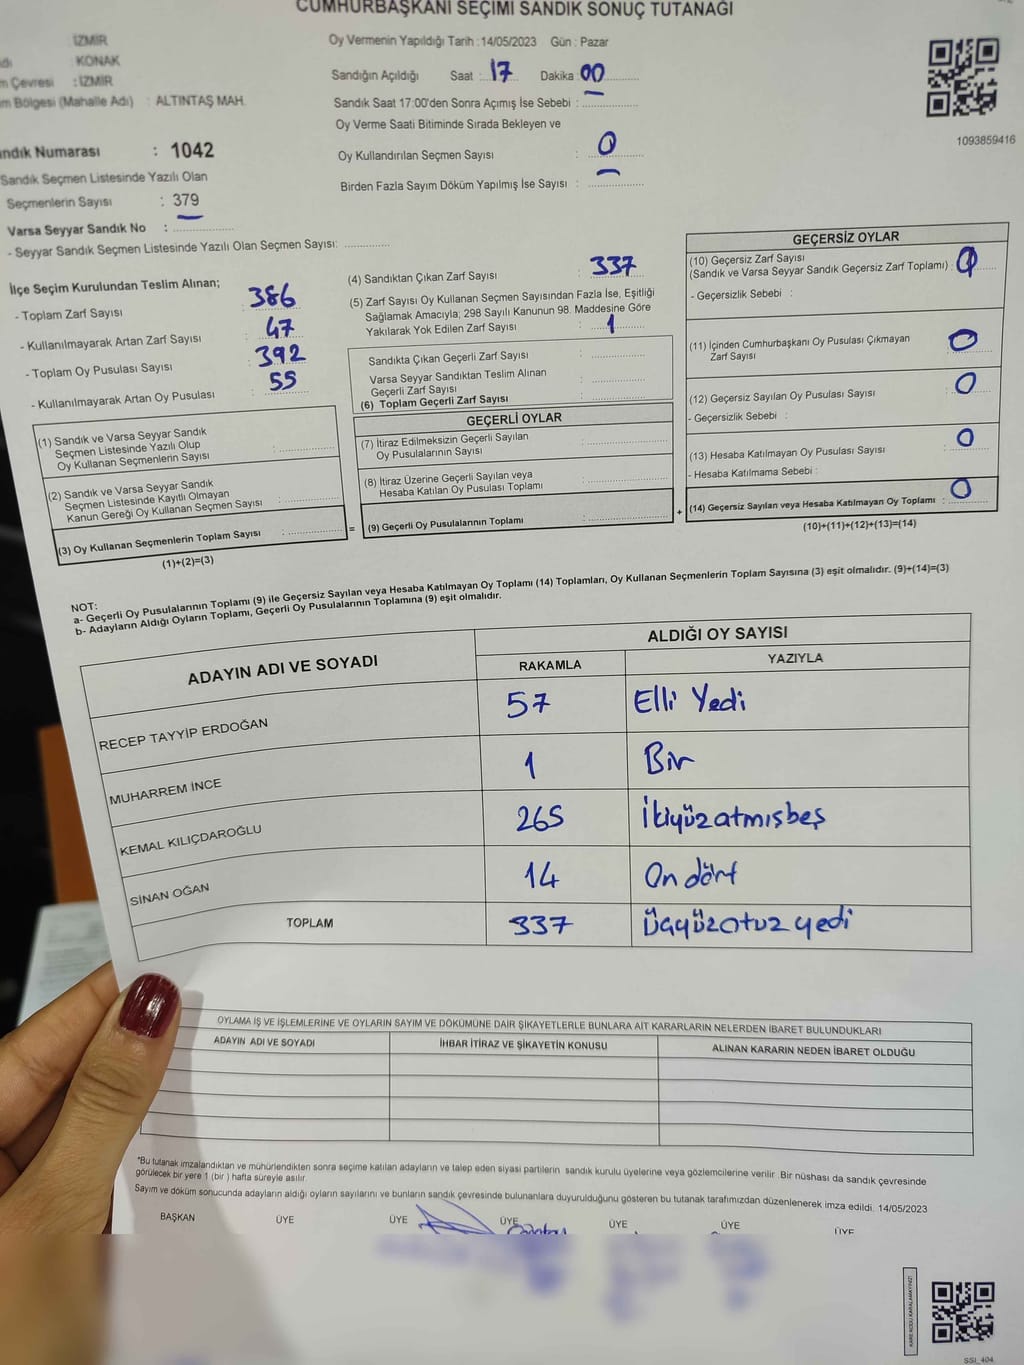 CUMHURBAŞKANI SEÇİMİ SANDIK SONUÇ TUTANAĞI
: İZMİR
: KONAK
Çevresi : İZMİR
Bölgesi (Mahalle Adı) : ALTINTAŞ MAH.
Numarası : 1042
Sandık Seçmen Listesinde Yazılı Olan
Seçmenlerin Sayısı : 379
Varsa Seyyar Sandık No :
- Seyyar Sandık Seçmen Listesinde Yazılı Olan Seçmen Sayısı:
Oy Vermenin Yapıldığı Tarih : 14/05/2023 Gün : Pazar
Sandığın Açıldığı Saat : 17 Dakika : 00
Sandık Saat 17:00'den Sonra Açımış İse Sebebi :
Oy Verme Saati Bitiminde Sırada Bekleyen ve
Oy Kullandırılan Seçmen Sayısı : 0
Birden Fazla Sayım Döküm Yapılmış İse Sayısı : –
1093859416
İlçe Seçim Kurulundan Teslim Alınan;
- Toplam Zarf Sayısı : 386
- Kullanılmayarak Artan Zarf Sayısı : 47
- Toplam Oy Pusulası Sayısı : 392
- Kullanılmayarak Artan Oy Pusulası : 55
(1) Sandık ve Varsa Seyyar Sandık
Seçmen Listesinde Yazılı Olup
Oy Kullanan Seçmenlerin Sayısı :
(2) Sandık ve Varsa Seyyar Sandık
Seçmen Listesinde Kayıtlı Olmayan
Kanun Gereği Oy Kullanan Seçmen Sayısı :
(3) Oy Kullanan Seçmenlerin Toplam Sayısı :
(1)+(2)=(3)
(4) Sandıktan Çıkan Zarf Sayısı : 337
(5) Zarf Sayısı Oy Kullanan Seçmen Sayısından Fazla İse, Eşitliği
Sağlamak Amacıyla; 298 Sayılı Kanunun 98. Maddesine Göre
Yakılarak Yok Edilen Zarf Sayısı : 1
Sandıkta Çıkan Geçerli Zarf Sayısı :
Varsa Seyyar Sandıktan Teslim Alınan
Geçerli Zarf Sayısı :
(6) Toplam Geçerli Zarf Sayısı :
GEÇERLİ OYLAR
(7) İtiraz Edilmeksizin Geçerli Sayılan
Oy Pusulalarının Sayısı :
(8) İtiraz Üzerine Geçerli Sayılan veya
Hesaba Katılan Oy Pusulası Toplamı :
= (9) Geçerli Oy Pusulalarının Toplamı : +
GEÇERSİZ OYLAR
(10) Geçersiz Zarf Sayısı
(Sandık ve Varsa Seyyar Sandık Geçersiz Zarf Toplamı) : 0
- Geçersizlik Sebebi :
(11) İçinden Cumhurbaşkanı Oy Pusulası Çıkmayan
Zarf Sayısı : 0
(12) Geçersiz Sayılan Oy Pusulası Sayısı : 0
- Geçersizlik Sebebi :
(13) Hesaba Katılmayan Oy Pusulası Sayısı : 0
- Hesaba Katılmama Sebebi :
(14) Geçersiz Sayılan veya Hesaba Katılmayan Oy Toplamı : 0
(10)+(11)+(12)+(13)=(14)
NOT:
a- Geçerli Oy Pusulalarının Toplamı (9) ile Geçersiz Sayılan veya Hesaba Katılmayan Oy Toplamı (14) Toplamları, Oy Kullanan Seçmenlerin Toplam Sayısına (3) eşit olmalıdır. (9)+(14)=(3)
b- Adayların Aldığı Oyların Toplamı, Geçerli Oy Pusulalarının Toplamına (9) eşit olmalıdır.
ADAYIN ADI VE SOYADI ALDIĞI OY SAYISI
RAKAMLA YAZIYLA
RECEP TAYYİP ERDOĞAN 57 Elli Yedi
MUHARREM İNCE 1 Bir
KEMAL KILIÇDAROĞLU 265 İkiyüzatmışbeş
SİNAN OĞAN 14 On dört
TOPLAM 337 Üçyüzotuz yedi
OYLAMA İŞ VE İŞLEMLERİNE VE OYLARIN SAYIM VE DÖKÜMÜNE DAİR ŞİKAYETLERLE BUNLARA AİT KARARLARIN NELERDEN İBARET BULUNDUKLARI
ADAYIN ADI VE SOYADI İHBAR İTİRAZ VE ŞİKAYETİN KONUSU ALINAN KARARIN NEDEN İBARET OLDUĞU
*Bu tutanak imzalandıktan ve mühürlendikten sonra seçime katılan adayların ve talep eden siyasi partilerin sandık kurulu üyelerine veya gözlemcilerine verilir. Bir nüshası da sandık çevresinde
görülecek bir yere 1 (bir) hafta süreyle asılır.
Sayım ve döküm sonucunda adayların aldığı oyların sayılarını ve bunların sandık çevresinde bulunanlara duyurulduğunu gösteren bu tutanak tarafımızdan düzenlenerek imza edildi. 14/05/2023
BAŞKAN ÜYE ÜYE ÜYE ÜYE ÜYE ÜYE
KARE KODU KARALAMAYINIZ!
SSİ_404